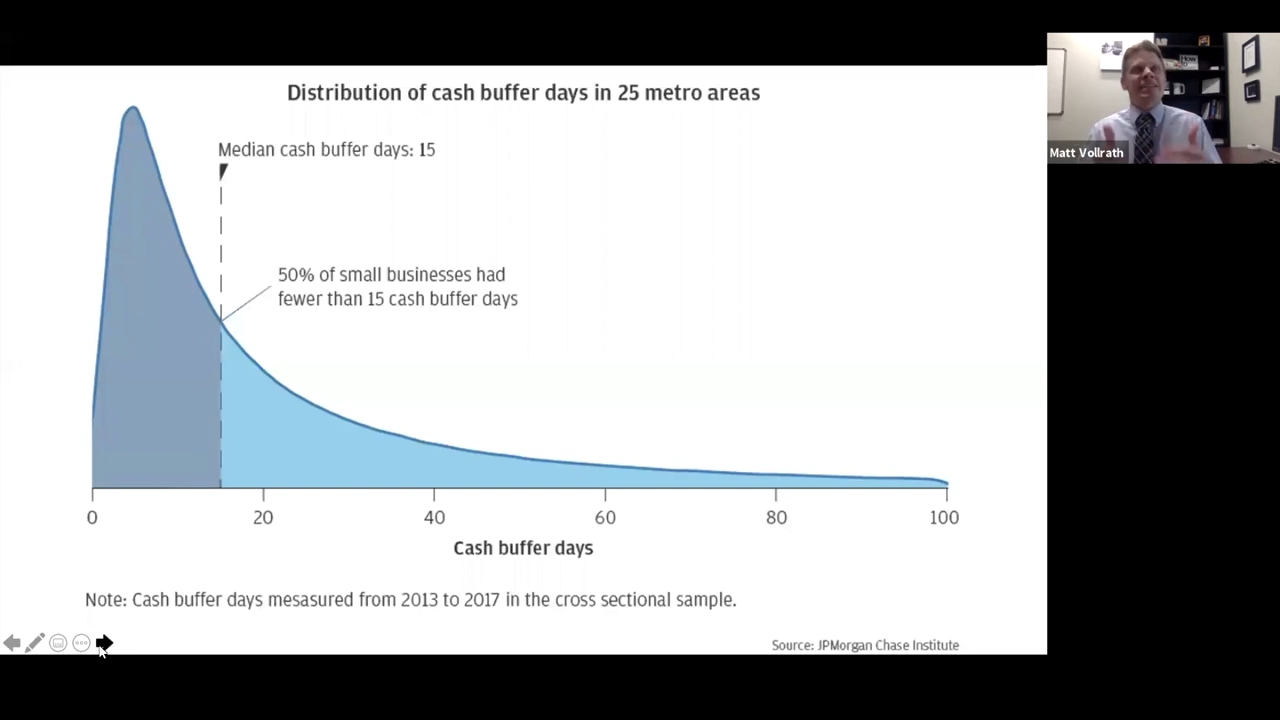 Distribution of cash buffer days in 25 metro areas
Median cash buffer days: 15
50% of small businesses had
fewer than 15 cash buffer days
0 20 40 60 80 100
Cash buffer days
Note: Cash buffer days mesasured from 2013 to 2017 in the cross sectional sample.
Source: JPMorgan Chase Institute
How
Matt Vollrath